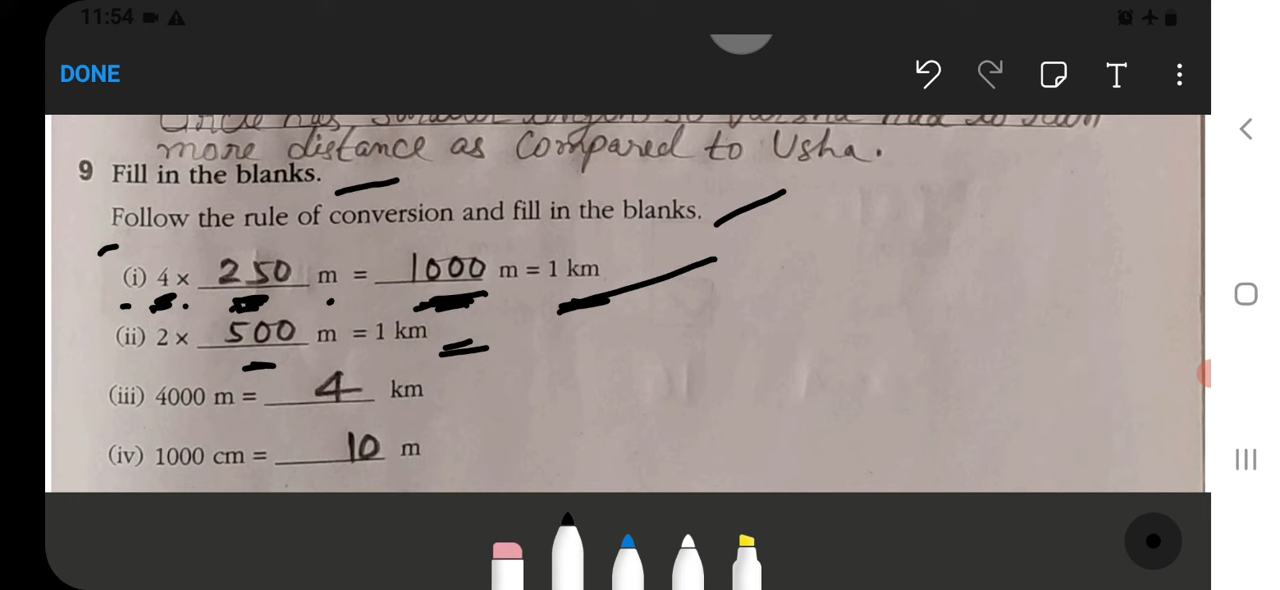 11:54
DONE
T
more distance as compared to Usha.
9 Fill in the blanks.
Follow the rule of conversion and fill in the blanks.
(i) 4 × 250 m = 1000 m = 1 km
(ii) 2 × 500 m = 1 km
(iii) 4000 m = 4 km
(iv) 1000 cm = 10 m